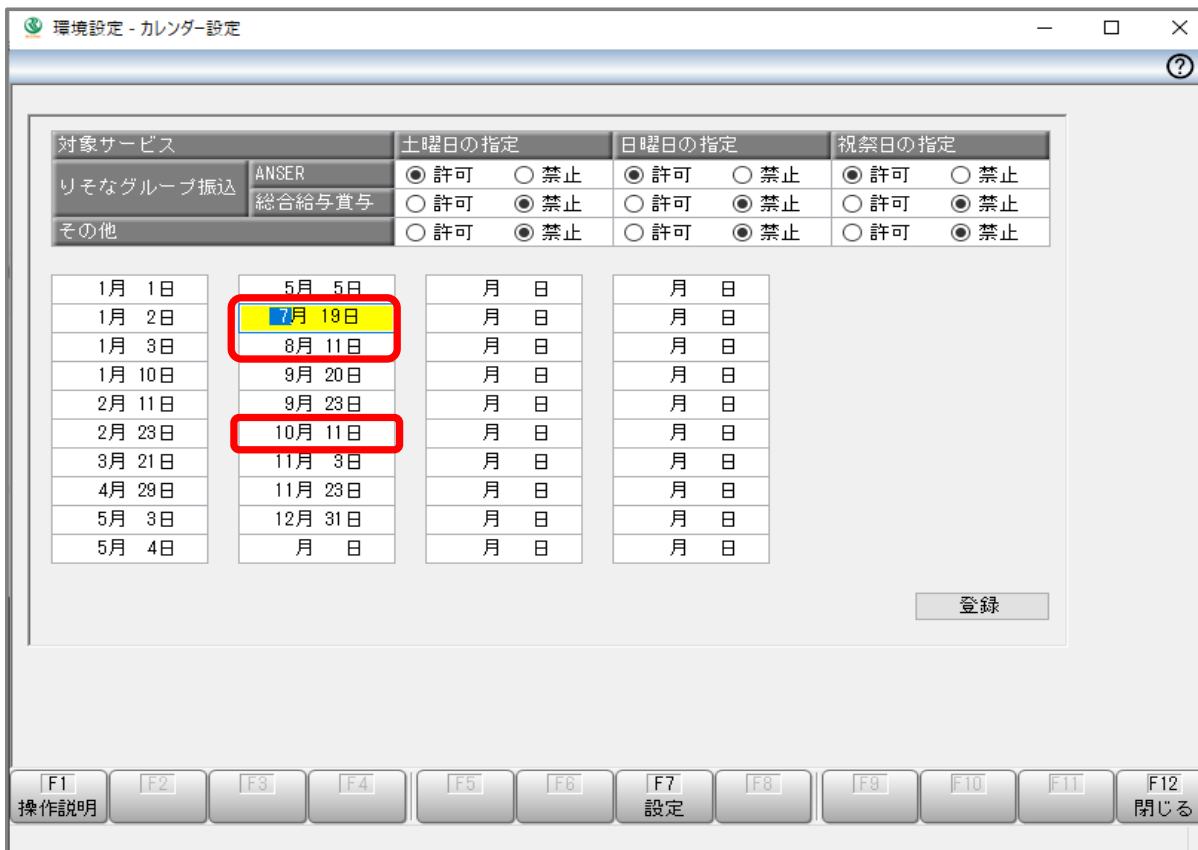 環境設定 - カレンダー設定
対象サービス 土曜日の指定 日曜日の指定 祝祭日の指定
りそなグループ振込 ANSER 許可 禁止 許可 禁止 許可 禁止
総合給与賞与 許可 禁止 許可 禁止 許可 禁止
その他 許可 禁止 許可 禁止 許可 禁止
1月 1日 5月 5日 月 日 月 日
1月 2日 7月 19日 月 日 月 日
1月 3日 8月 11日 月 日 月 日
1月 10日 9月 20日 月 日 月 日
2月 11日 9月 23日 月 日 月 日
2月 23日 10月 11日 月 日 月 日
3月 21日 11月 3日 月 日 月 日
4月 29日 11月 23日 月 日 月 日
5月 3日 12月 31日 月 日 月 日
5月 4日 月 日 月 日 月 日
登録
F1 F2 F3 F4 F5 F6 F7 F8 F9 F10 F11 F12
操作説明 設定 閉じる